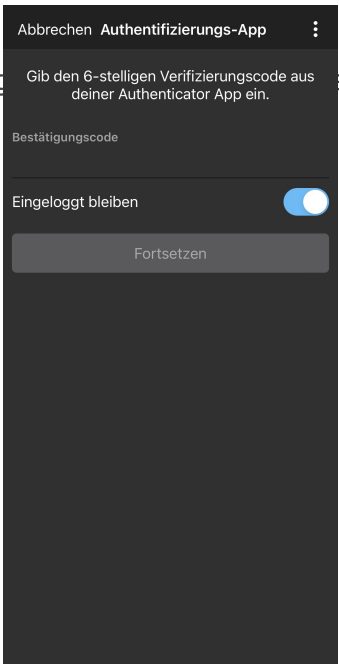 Abbrechen Authentifizierungs-App
Gib den 6-stelligen Verifizierungscode aus
deiner Authenticator App ein.
Bestätigungscode
Eingeloggt bleiben
Fortsetzen